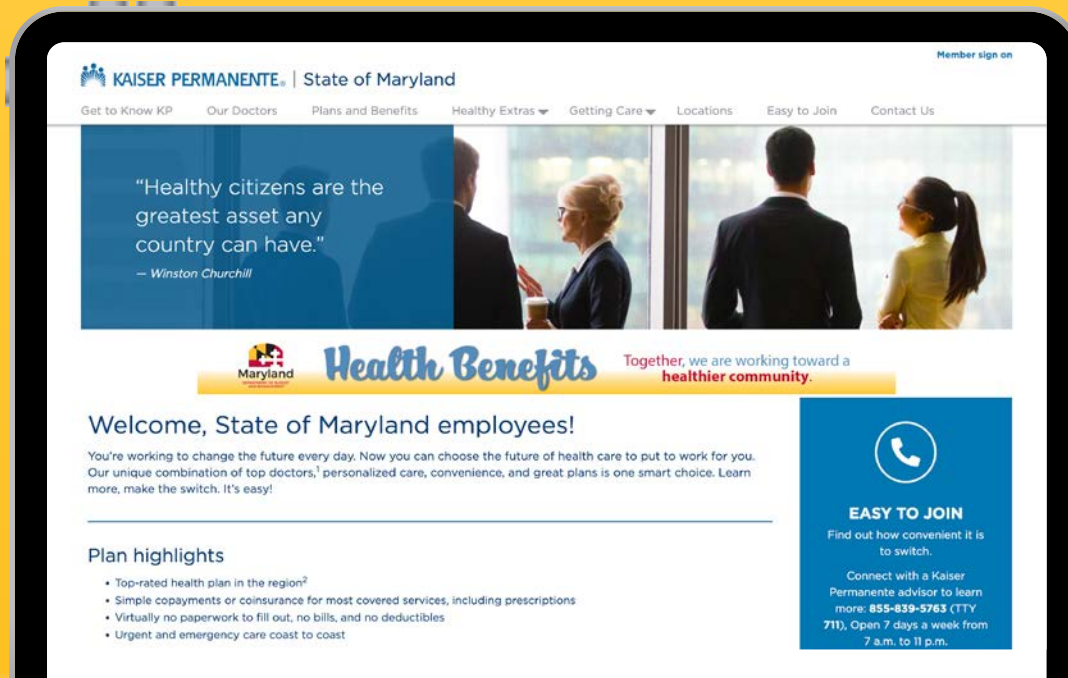 Member sign on
KAISER PERMANENTE® | State of Maryland
Get to Know KP Our Doctors Plans and Benefits Healthy Extras Getting Care Locations Easy to Join Contact Us
“Healthy citizens are the
greatest asset any
country can have.”
— Winston Churchill
Maryland
DEPARTMENT OF BUDGET
AND MANAGEMENT
Health Benefits
Together, we are working toward a
healthier community.
Welcome, State of Maryland employees!
You're working to change the future every day. Now you can choose the future of health care to put to work for you.
Our unique combination of top doctors,¹ personalized care, convenience, and great plans is one smart choice. Learn
more, make the switch. It's easy!
Plan highlights
• Top-rated health plan in the region²
• Simple copayments or coinsurance for most covered services, including prescriptions
• Virtually no paperwork to fill out, no bills, and no deductibles
• Urgent and emergency care coast to coast
EASY TO JOIN
Find out how convenient it is
to switch.
Connect with a Kaiser
Permanente advisor to learn
more: 855-839-5763 (TTY
711), Open 7 days a week from
7 a.m. to 11 p.m.